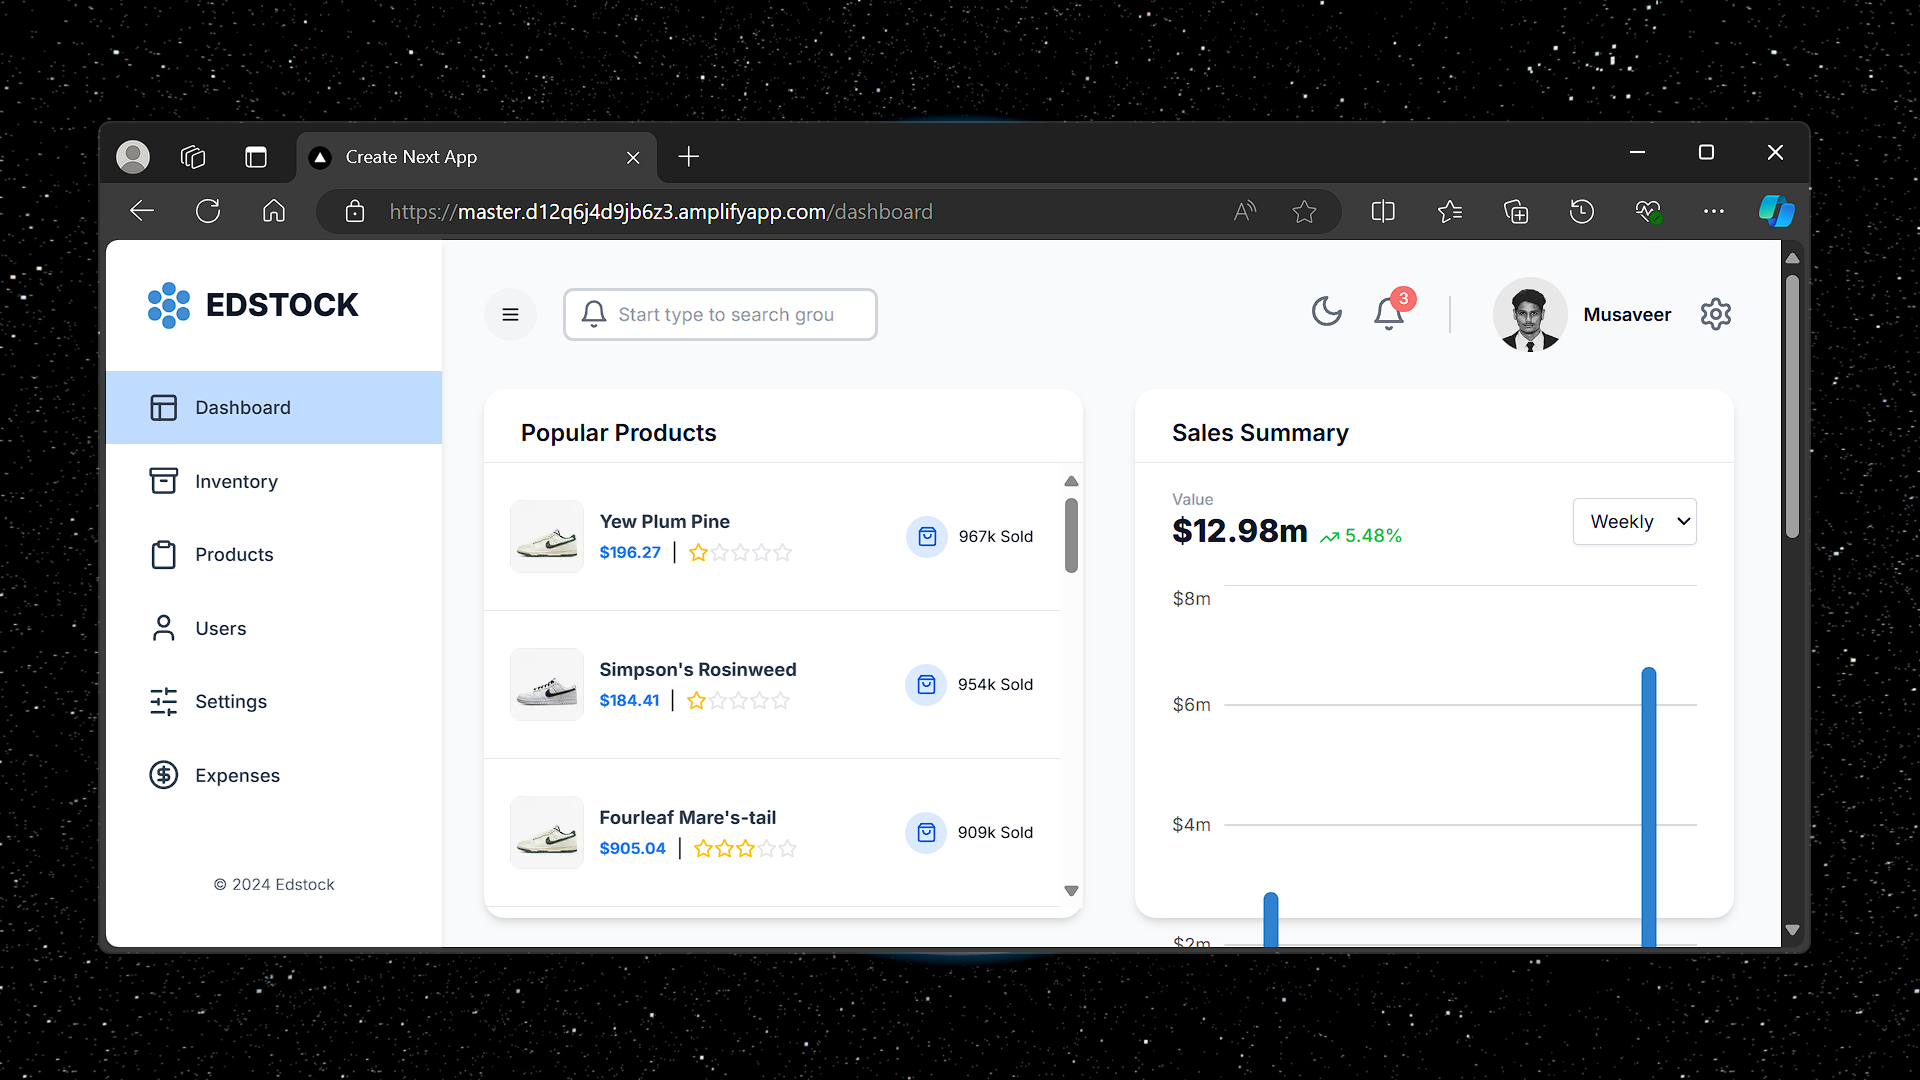 Create Next App
https://master.d12q6j4d9jb6z3.amplifyapp.com/dashboard
EDSTOCK
Start type to search grou
3
Musaveer
Dashboard
Inventory
Products
Users
Settings
Expenses
© 2024 Edstock
Popular Products
Yew Plum Pine
$196.27
967k Sold
Simpson's Rosinweed
$184.41
954k Sold
Fourleaf Mare's-tail
$905.04
909k Sold
Sales Summary
Value
$12.98m
5.48%
Weekly
$8m
$6m
$4m
$2m